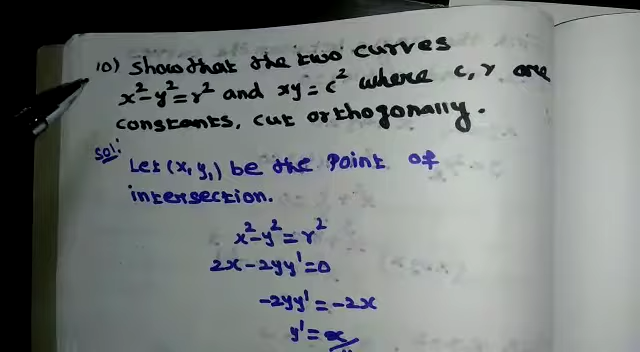 10) show that the two curves
x²-y²=r² and xy=c² where c, r are
constants, cut orthogonally.
Sol:
Let (x₁ y₁) be the point of
intersection.
x²-y²=r²
2x-2yy'=0
-2yy'=-2x
y'=x/y